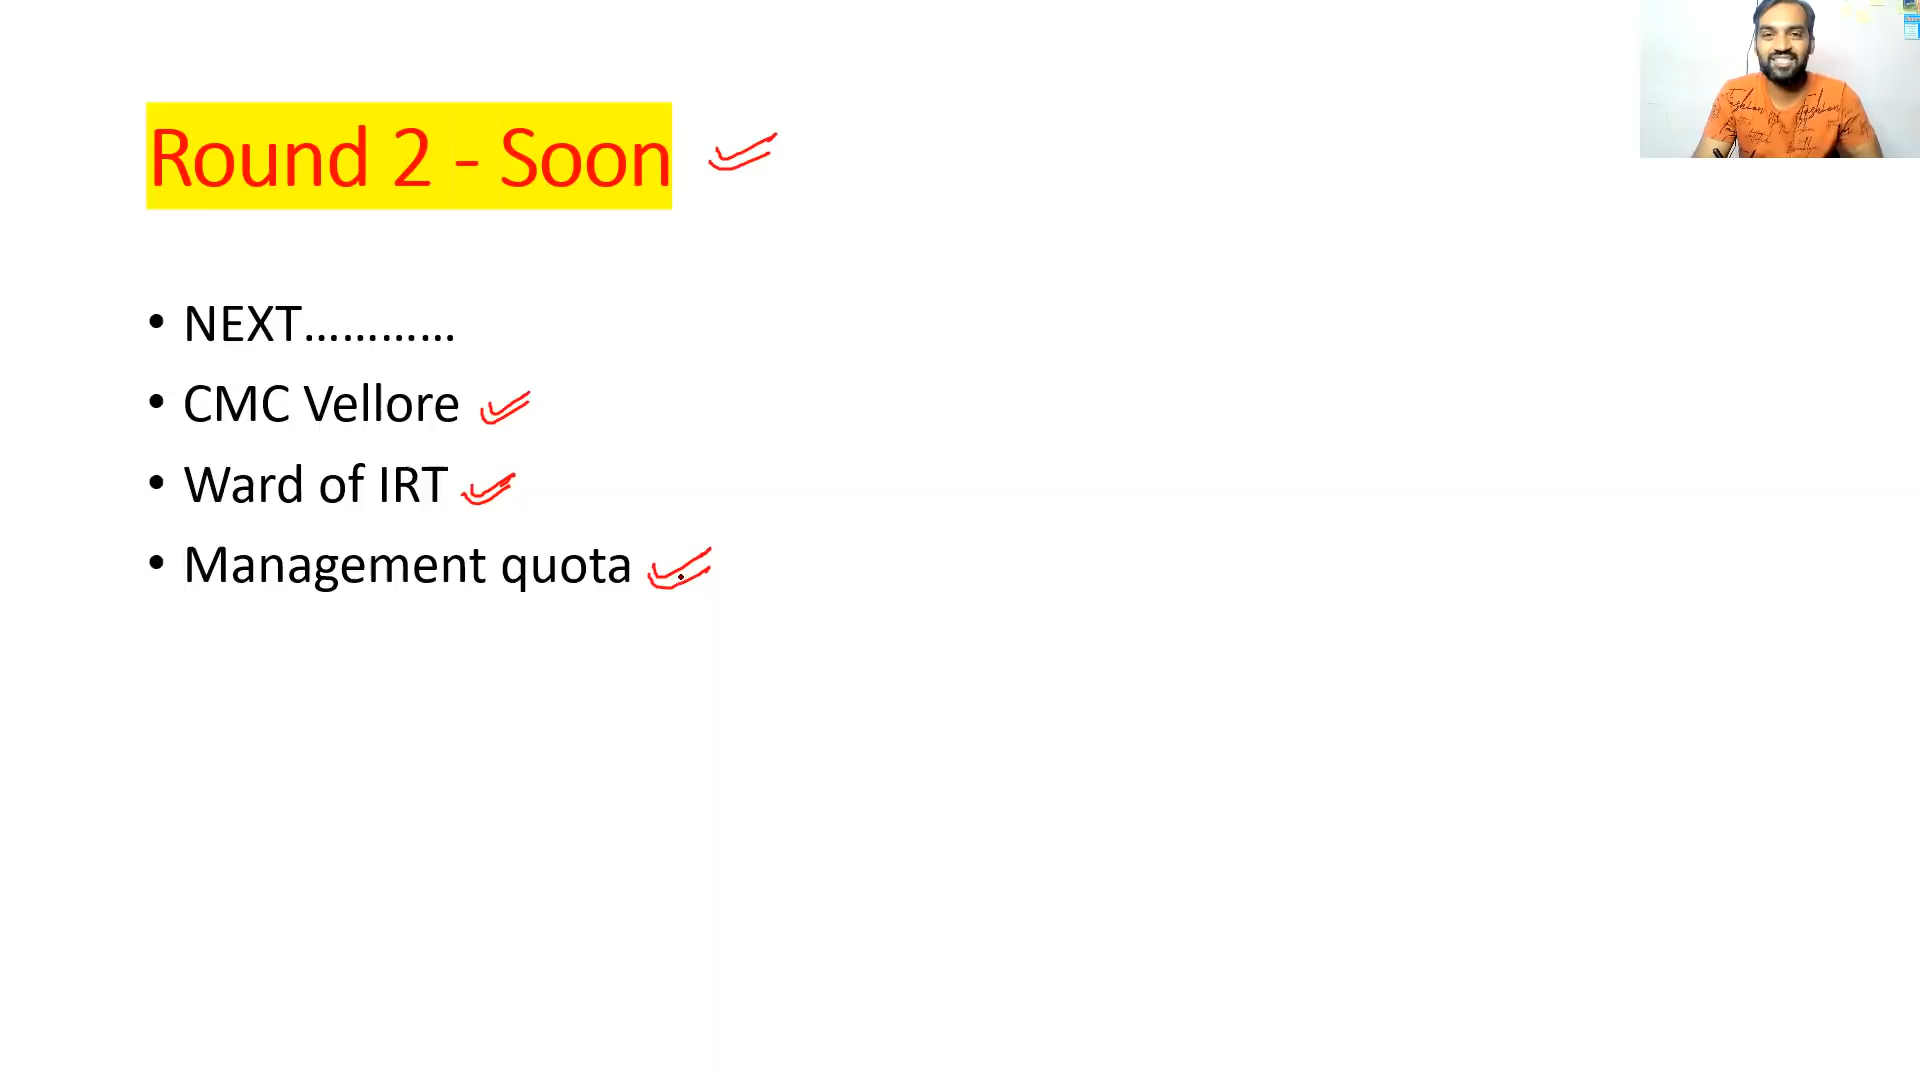 Round 2 - Soon
• NEXT............
• CMC Vellore
• Ward of IRT
• Management quota